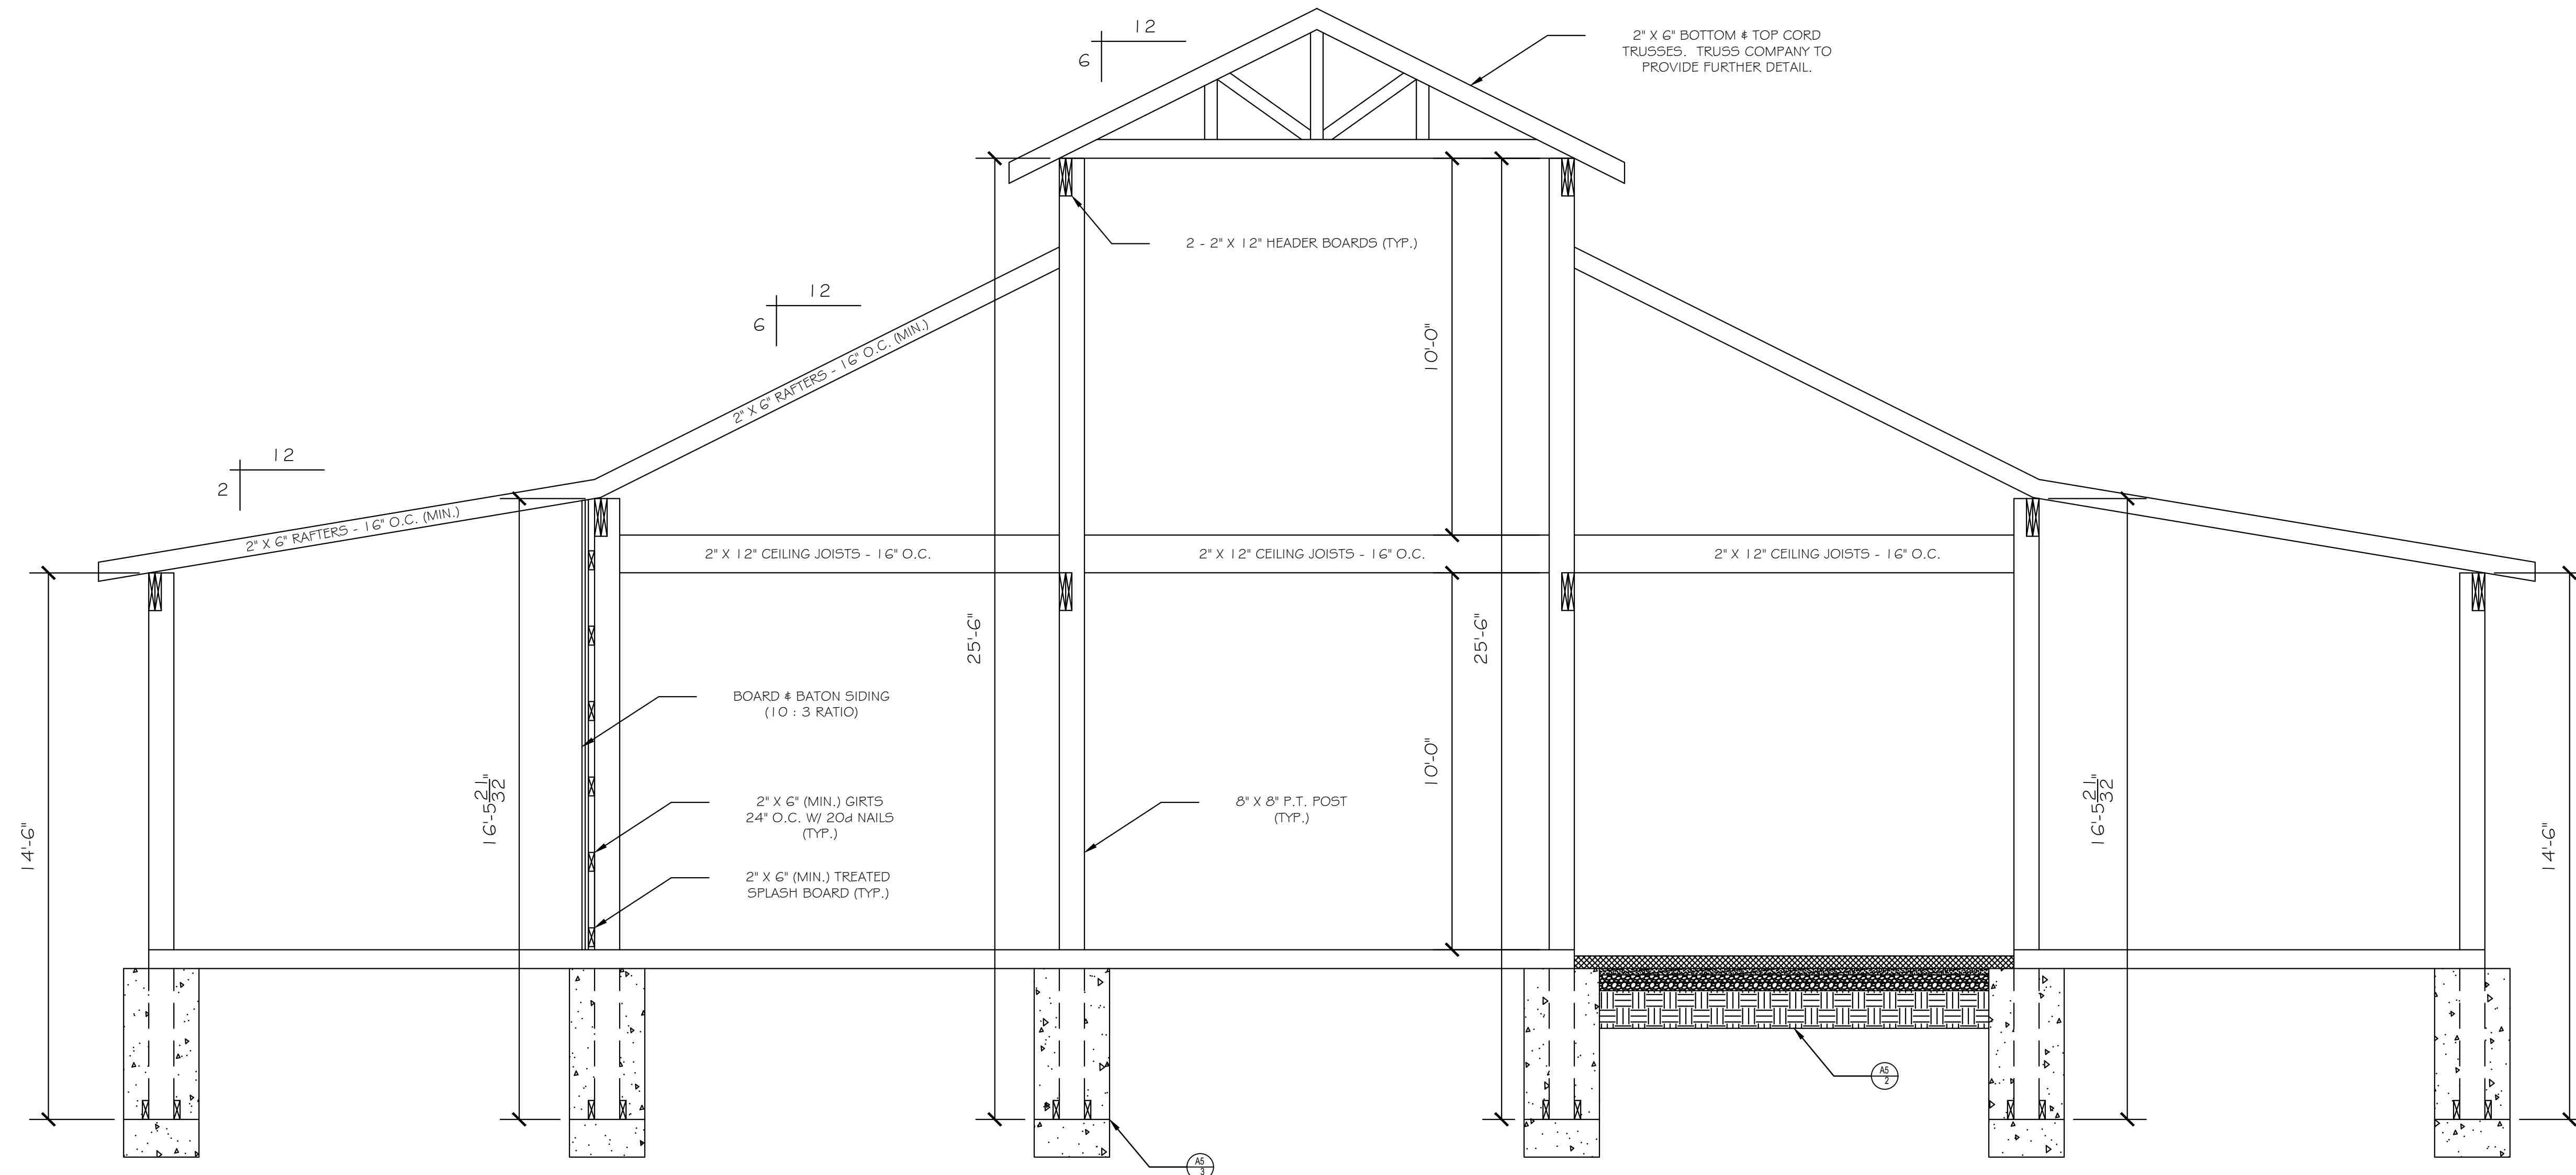 12
6
2" X 6" BOTTOM & TOP CORD
TRUSSES. TRUSS COMPANY TO
PROVIDE FURTHER DETAIL.
2 - 2" X 12" HEADER BOARDS (TYP.)
12
6
2" X 6" RAFTERS - 16" O.C. (MIN.)
10'-0"
12
2
2" X 6" RAFTERS - 16" O.C. (MIN.)
2" X 12" CEILING JOISTS - 16" O.C.
2" X 12" CEILING JOISTS - 16" O.C.
2" X 12" CEILING JOISTS - 16" O.C.
25'-6"
25'-6"
BOARD & BATON SIDING
(10 : 3 RATIO)
10'-0"
14'-6"
16'-5 21/32"
2" X 6" (MIN.) GIRTS
24" O.C. W/ 20d NAILS
(TYP.)
8" X 8" P.T. POST
(TYP.)
16'-5 21/32"
14'-6"
2" X 6" (MIN.) TREATED
SPLASH BOARD (TYP.)
A5
2
A5
3